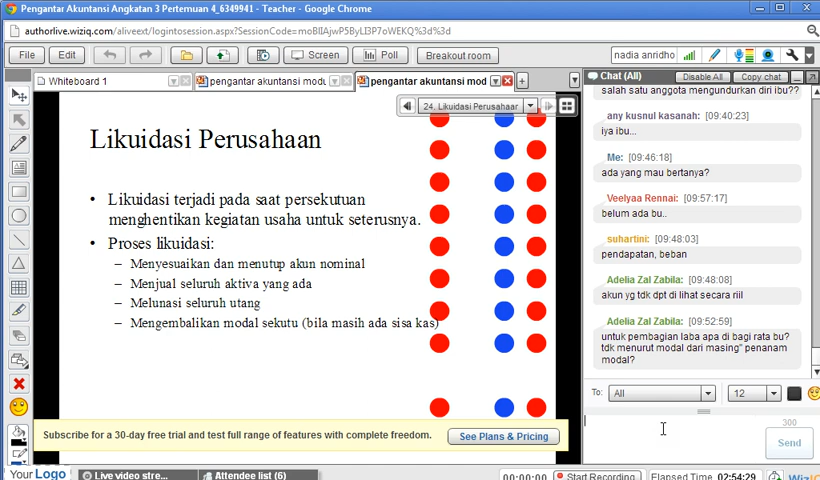 Pengantar Akuntansi Angkatan 3 Pertemuan 4_6349941 - Teacher - Google Chrome
authorlive.wiziq.com/aliveext/logintosession.aspx?SessionCode=
File Edit Screen Poll Breakout room nadia anridho
Whiteboard 1 pengantar akuntansi modu pengantar akuntansi mod
24. Likuidasi Perusahaar
Likuidasi Perusahaan
• Likuidasi terjadi pada saat persekutuan
menghentikan kegiatan usaha untuk seterusnya.
• Proses likuidasi:
– Menyesuaikan dan menutup akun nominal
– Menjual seluruh aktiva yang ada
– Melunasi seluruh utang
– Mengembalikan modal sekutu (bila masih ada sisa kas)
Subscribe for a 30-day free trial and test full range of features with complete freedom. See Plans & Pricing
Your Logo Live video stre... Attendee list (6)
Chat (All) Disable All Copy chat
salah satu anggota mengundurkan diri ibu??
any kusnul kasanah: [09:40:23]
iya ibu...
Me: [09:46:18]
ada yang mau bertanya?
Veelyaa Rennai: [09:57:17]
belum ada bu..
suhartini: [09:48:03]
pendapatan, beban
Adelia Zal Zabila: [09:48:08]
akun yg tdk dpt di lihat secara riil
Adelia Zal Zabila: [09:52:59]
untuk pembagian laba apa di bagi rata bu?
tdk menurut modal dari masing" penanam
modal?
To: All 12
300
Send
00:00:00 Start Recording Elapsed Time 02:54:29 WizIQ